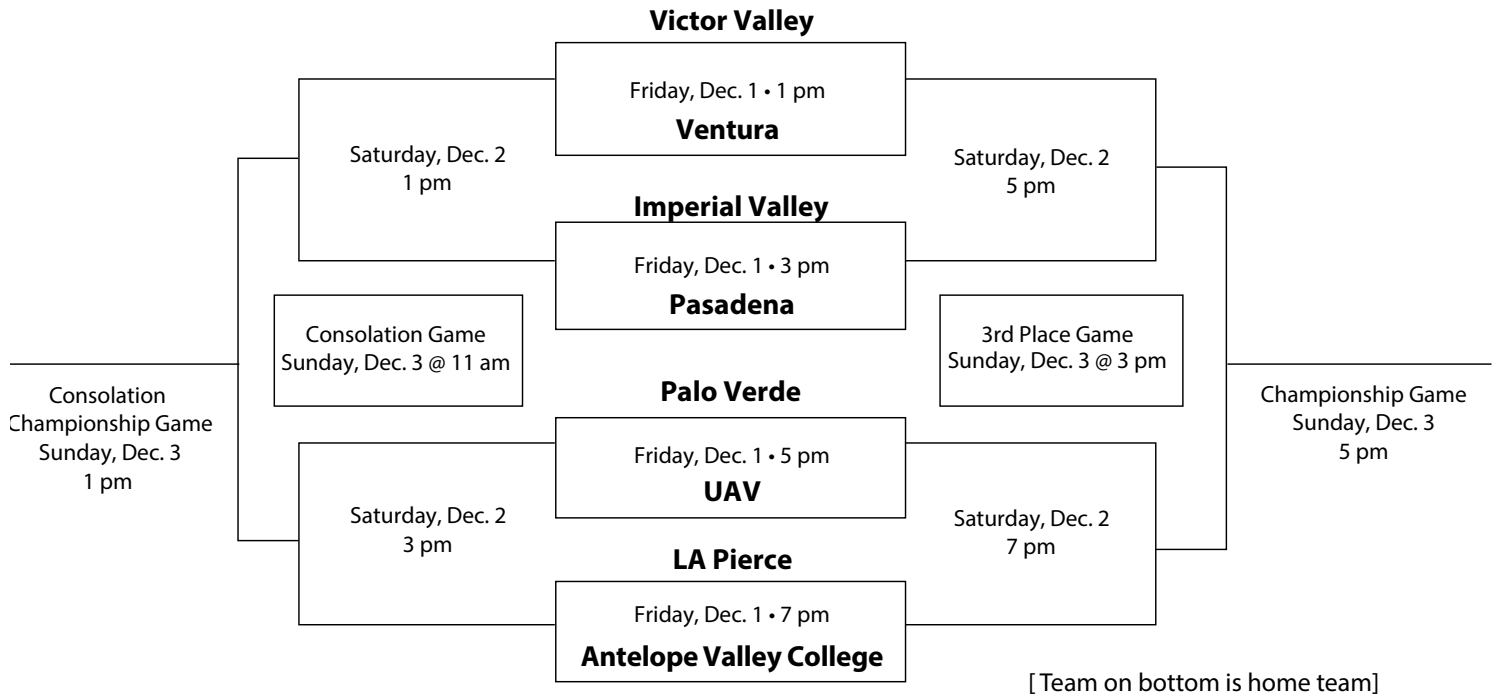 Victor Valley
Friday, Dec. 1 • 1 pm
Ventura
Saturday, Dec. 2
1 pm
Saturday, Dec. 2
5 pm
Imperial Valley
Friday, Dec. 1 • 3 pm
Pasadena
Consolation Game
Sunday, Dec. 3 @ 11 am
3rd Place Game
Sunday, Dec. 3 @ 3 pm
Consolation
Championship Game
Sunday, Dec. 3
1 pm
Palo Verde
Friday, Dec. 1 • 5 pm
UAV
Championship Game
Sunday, Dec. 3
5 pm
Saturday, Dec. 2
3 pm
Saturday, Dec. 2
7 pm
LA Pierce
Friday, Dec. 1 • 7 pm
Antelope Valley College
[ Team on bottom is home team]